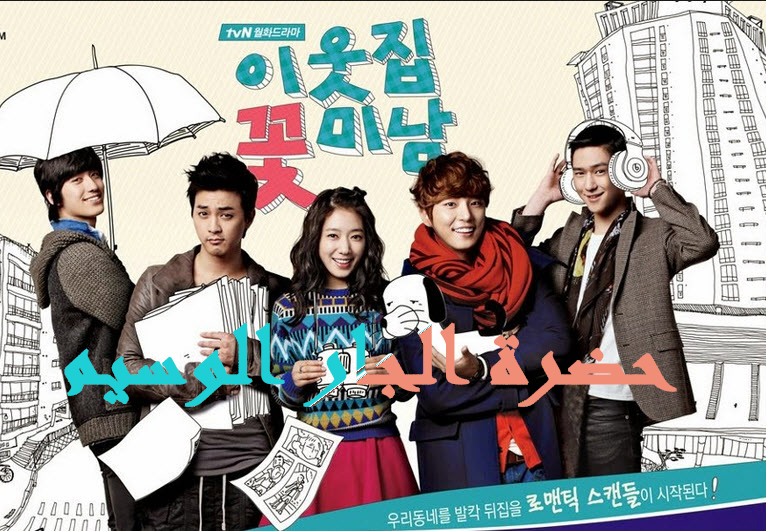 tvN 월화드라마
이웃집
꽃미남
حضرة الجار الوسيم
우리동네를 발칵 뒤집을 로맨틱 스캔들이 시작된다!